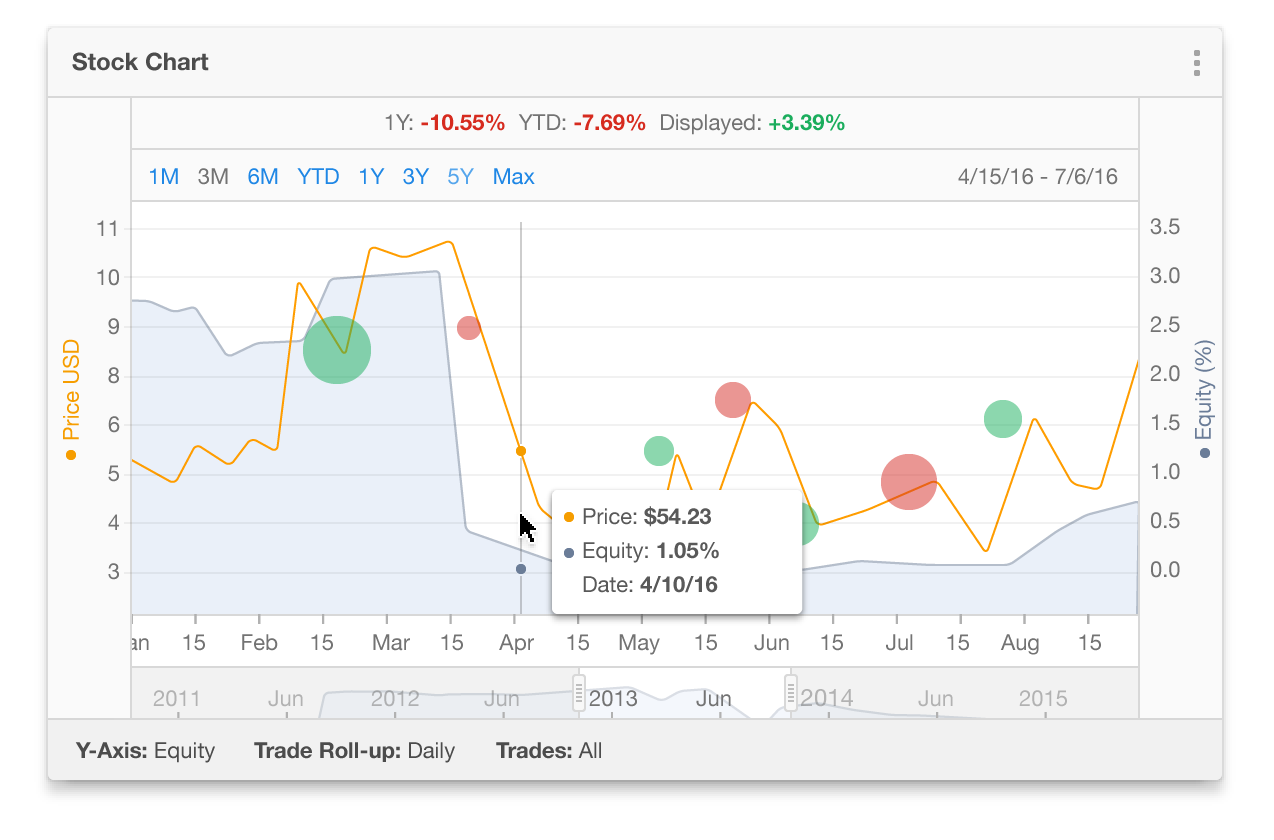 Stock Chart
1Y: -10.55% YTD: -7.69% Displayed: +3.39%
1M 3M 6M YTD 1Y 3Y 5Y Max 4/15/16 - 7/6/16
11 3.5
10 3.0
9 2.5
8 2.0
6 1.5
5 1.0
4 0.5
3 0.0
Price USD
Equity (%)
Price: $54.23
Equity: 1.05%
Date: 4/10/16
an 15 Feb 15 Mar 15 Apr 15 May 15 Jun 15 Jul 15 Aug 15
2011 Jun 2012 Jun 2013 Jun 2014 Jun 2015
Y-Axis: Equity Trade Roll-up: Daily Trades: All